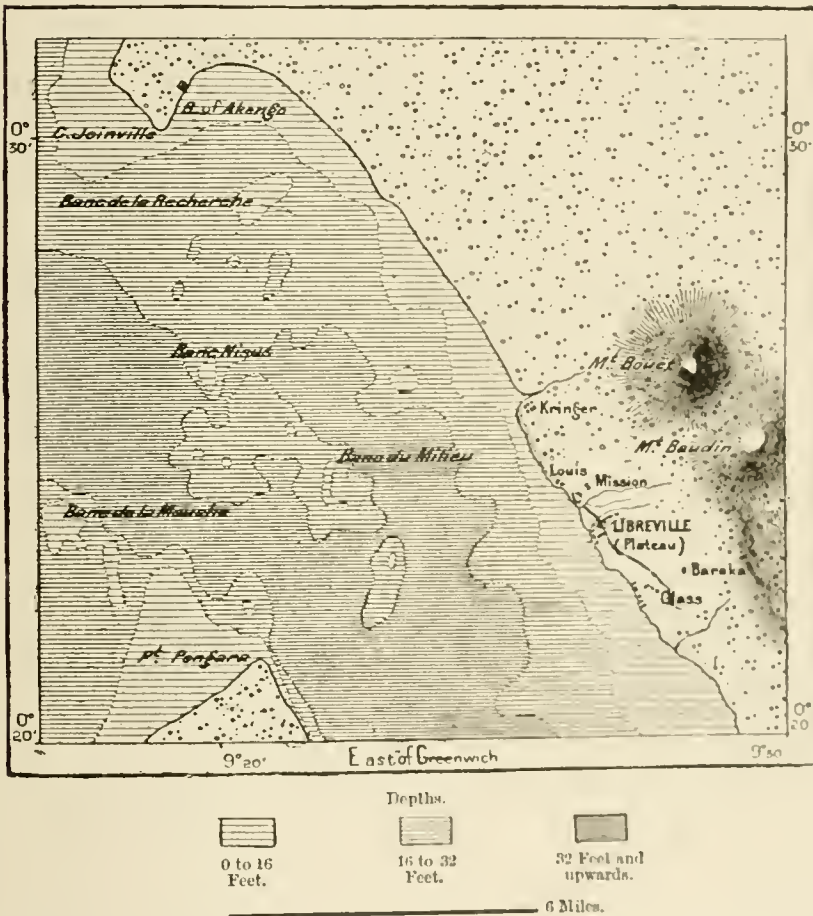 B. of Akengo
0°
30'
C. Joinville
0°
30'
Banc de la Recherche
Banc Nisus
Mt. Bouet
Kringer
Mt. Baudin
Banc du Milieu
Louis
Mission
Banc de la Mouche
LIBREVILLE
(Plateau)
Baraka
Glass
Pt. Pongara
0°
20'
0°
20'
9°20'
East of Greenwich
9°30
Depths.
0 to 16
Feet.
16 to 32
Feet.
32 Feet and
upwards.
6 Miles.